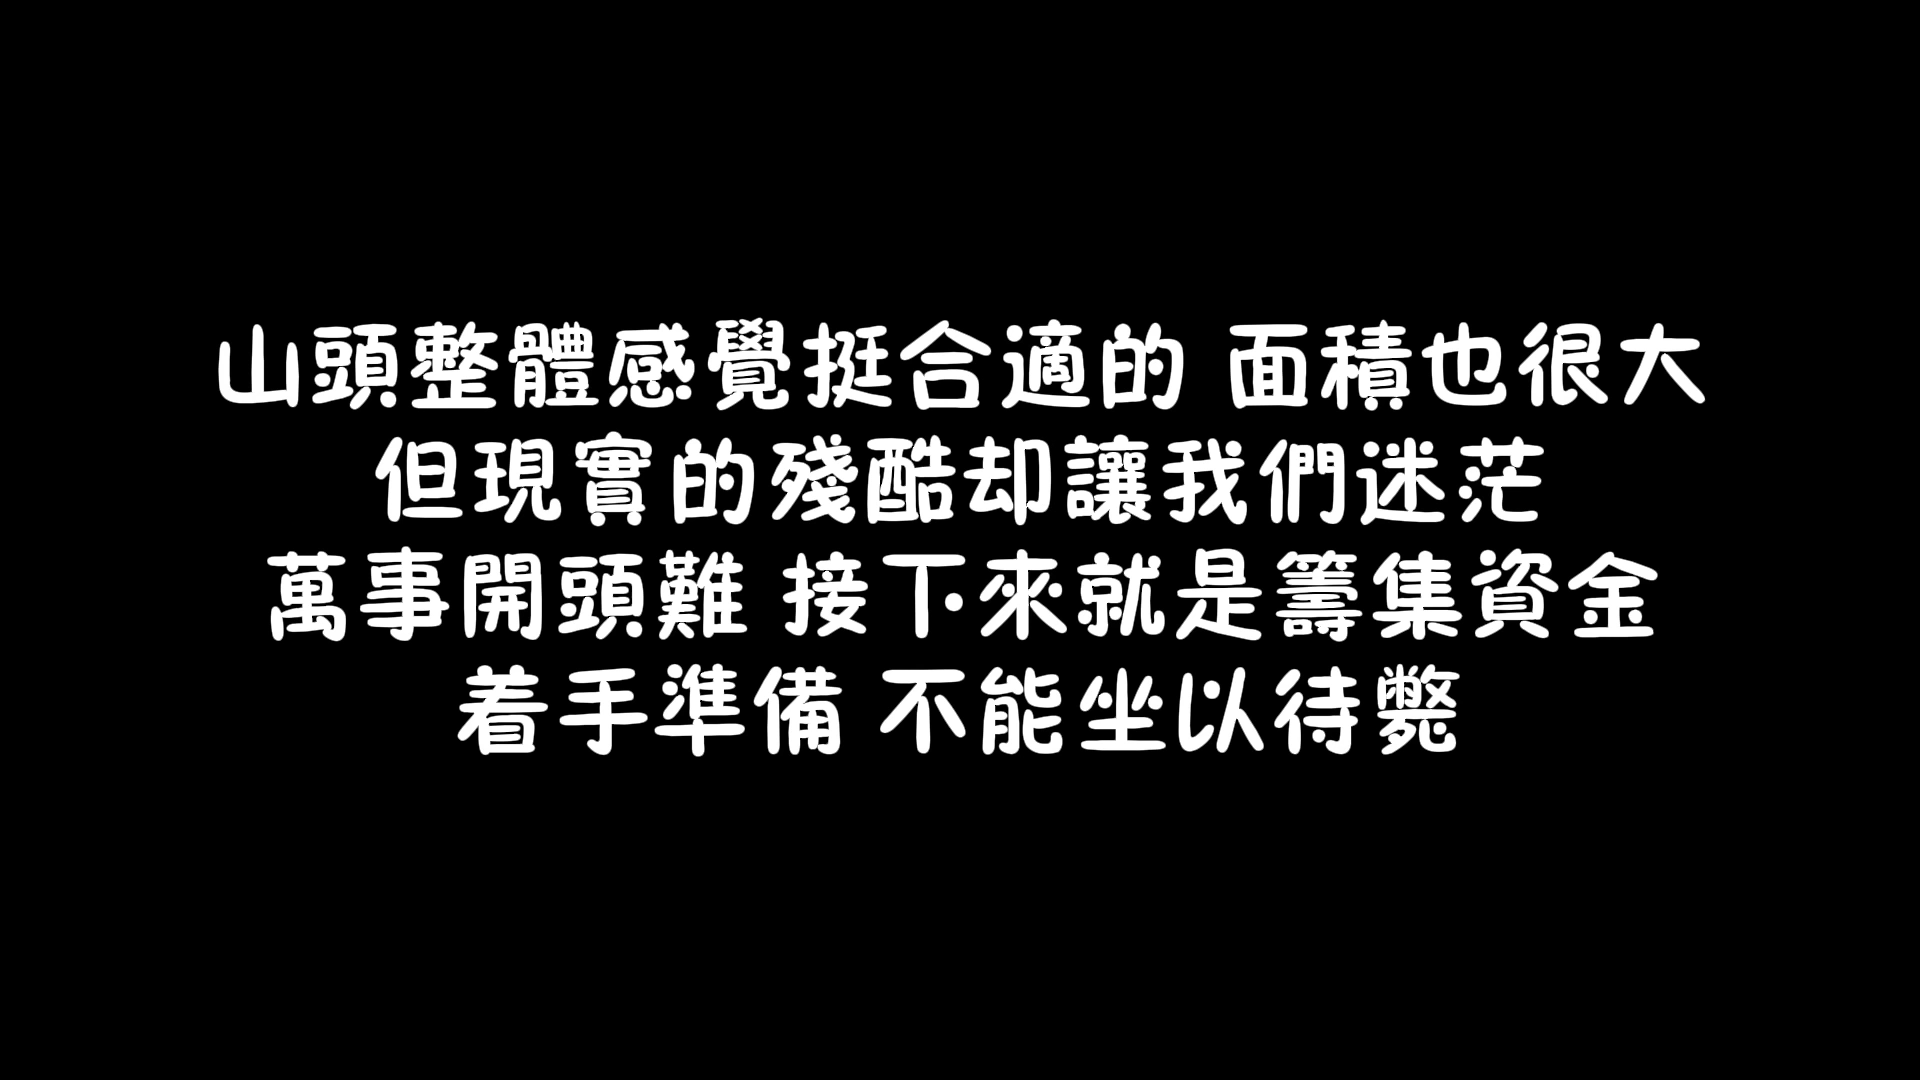 山頭整體感覺挺合適的 面積也很大
但現實的殘酷却讓我們迷茫
萬事開頭難 接下來就是籌集資金
着手準備 不能坐以待斃